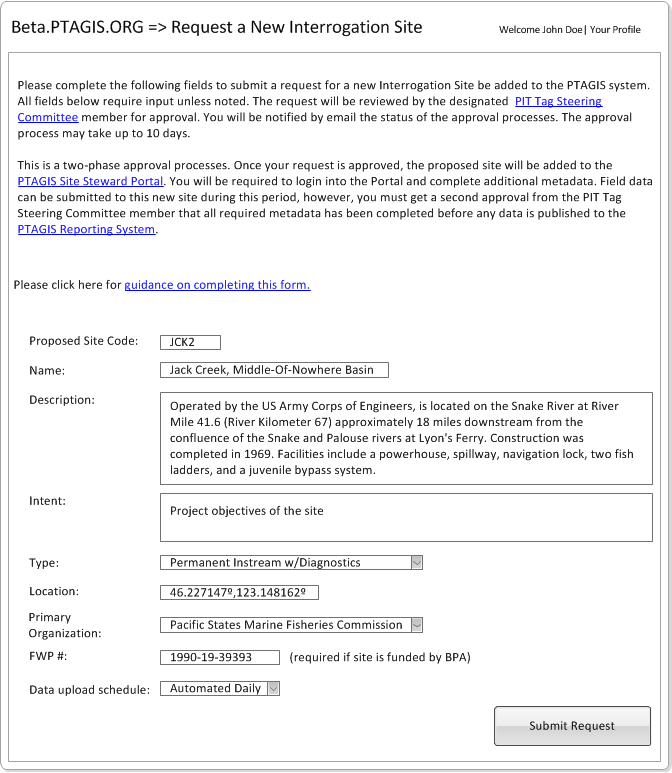 Beta.PTAGIS.ORG => Request a New Interrogation Site
Welcome John Doe| Your Profile
Please complete the following fields to submit a request for a new Interrogation Site be added to the PTAGIS system.
All fields below require input unless noted. The request will be reviewed by the designated PIT Tag Steering
Committee member for approval. You will be notified by email the status of the approval processes. The approval
process may take up to 10 days.
This is a two-phase approval processes. Once your request is approved, the proposed site will be added to the
PTAGIS Site Steward Portal. You will be required to login into the Portal and complete additional metadata. Field data
can be submitted to this new site during this period, however, you must get a second approval from the PIT Tag
Steering Committee member that all required metadata has been completed before any data is published to the
PTAGIS Reporting System.
Please click here for guidance on completing this form.
Proposed Site Code: JCK2
Name: Jack Creek, Middle-Of-Nowhere Basin
Description: Operated by the US Army Corps of Engineers, is located on the Snake River at River
Mile 41.6 (River Kilometer 67) approximately 18 miles downstream from the
confluence of the Snake and Palouse rivers at Lyon's Ferry. Construction was
completed in 1969. Facilities include a powerhouse, spillway, navigation lock, two fish
ladders, and a juvenile bypass system.
Intent: Project objectives of the site
Type: Permanent Instream w/Diagnostics
Location: 46.227147º,123.148162º
Primary
Organization: Pacific States Marine Fisheries Commission
FWP #: 1990-19-39393 (required if site is funded by BPA)
Data upload schedule: Automated Daily
Submit Request